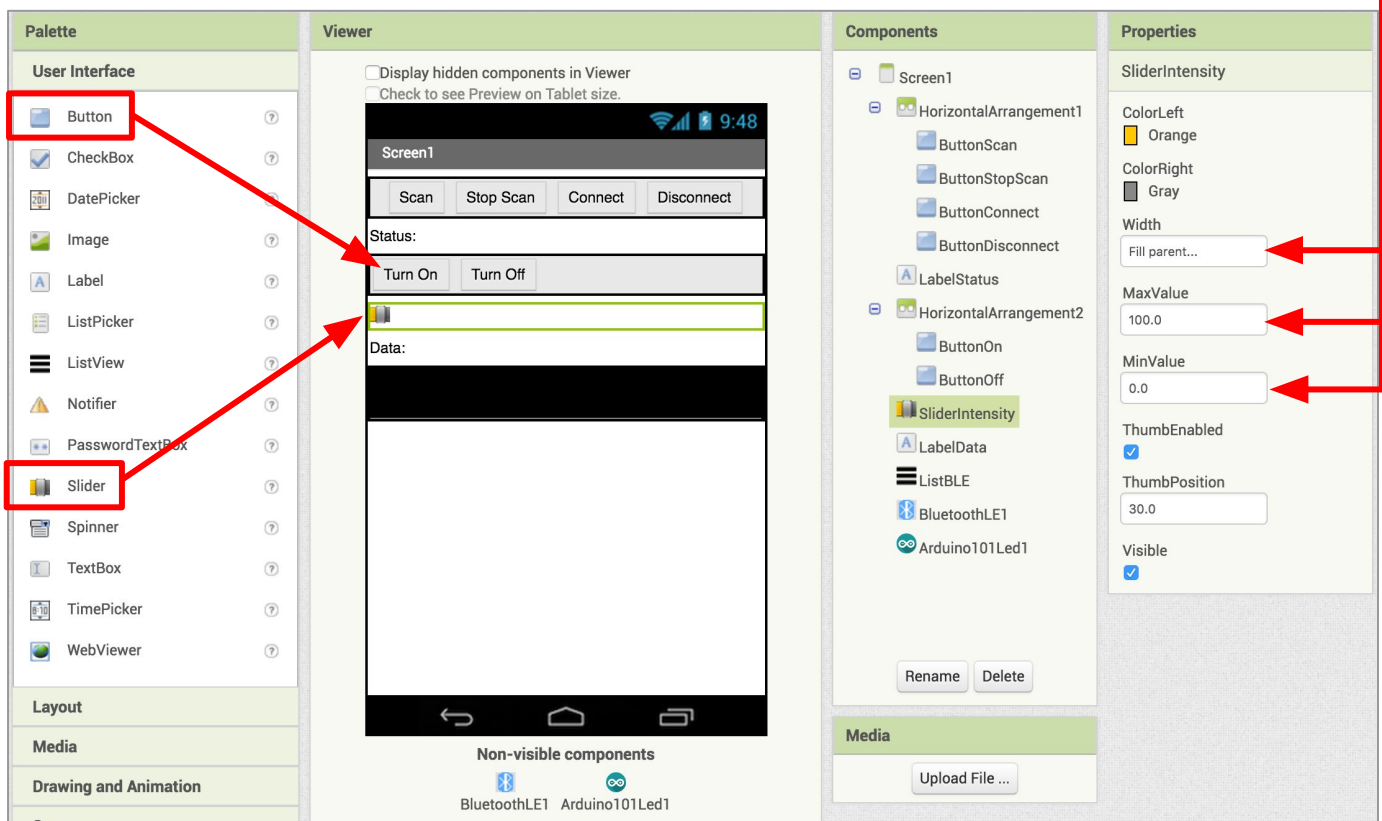 Palette
User Interface
Button
CheckBox
DatePicker
Image
Label
ListPicker
ListView
Notifier
PasswordTextBox
Slider
Spinner
TextBox
TimePicker
WebViewer
Layout
Media
Drawing and Animation
Viewer
Display hidden components in Viewer
Check to see Preview on Tablet size.
9:48
Screen1
Scan Stop Scan Connect Disconnect
Status:
Turn On Turn Off
Data:
Non-visible components
BluetoothLE1 Arduino101Led1
Components
Screen1
HorizontalArrangement1
ButtonScan
ButtonStopScan
ButtonConnect
ButtonDisconnect
LabelStatus
HorizontalArrangement2
ButtonOn
ButtonOff
SliderIntensity
LabelData
ListBLE
BluetoothLE1
Arduino101Led1
Rename Delete
Media
Upload File ...
Properties
SliderIntensity
ColorLeft
Orange
ColorRight
Gray
Width
Fill parent...
MaxValue
100.0
MinValue
0.0
ThumbEnabled
ThumbPosition
30.0
Visible